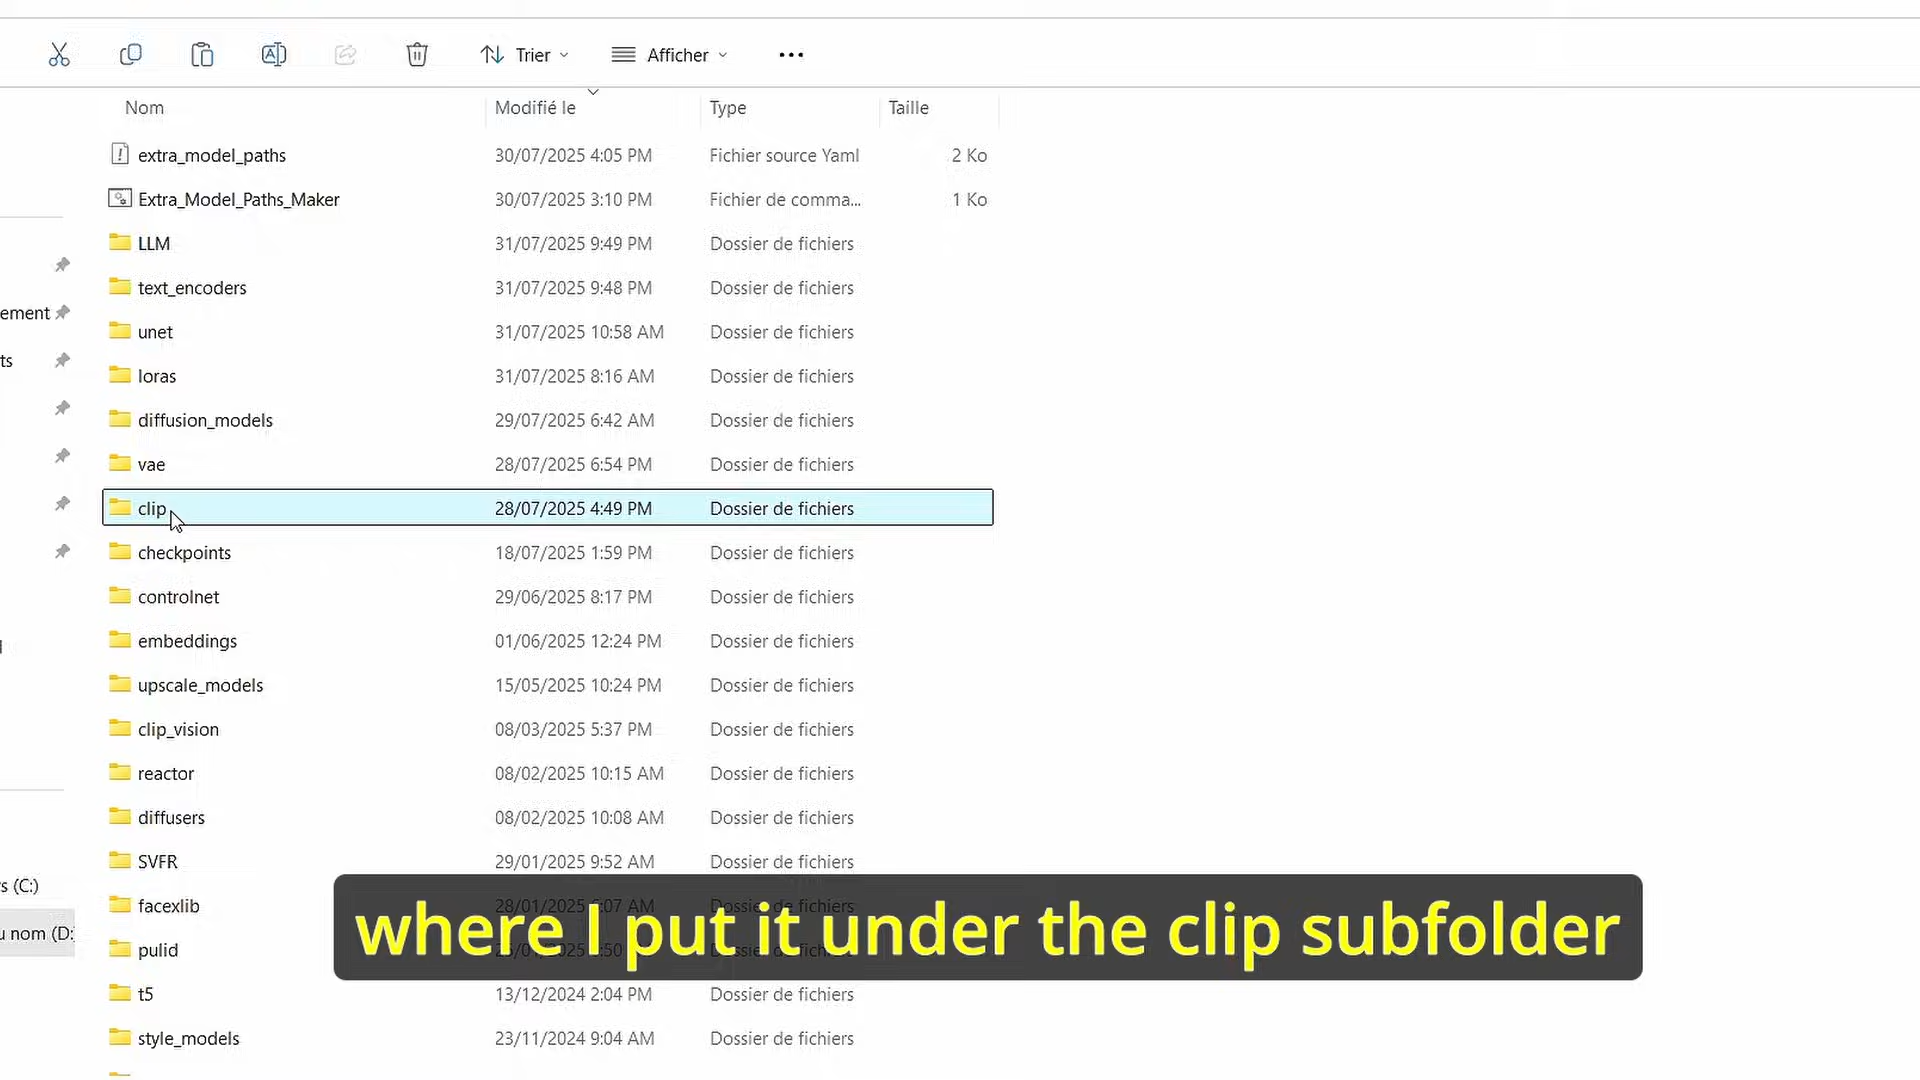 Trier Afficher
Nom Modifié le Type Taille
extra_model_paths 30/07/2025 4:05 PM Fichier source Yaml 2 Ko
Extra_Model_Paths_Maker 30/07/2025 3:10 PM Fichier de comma... 1 Ko
LLM 31/07/2025 9:49 PM Dossier de fichiers
text_encoders 31/07/2025 9:48 PM Dossier de fichiers
ement unet 31/07/2025 10:58 AM Dossier de fichiers
ts loras 31/07/2025 8:16 AM Dossier de fichiers
diffusion_models 29/07/2025 6:42 AM Dossier de fichiers
vae 28/07/2025 6:54 PM Dossier de fichiers
clip 28/07/2025 4:49 PM Dossier de fichiers
checkpoints 18/07/2025 1:59 PM Dossier de fichiers
controlnet 29/06/2025 8:17 PM Dossier de fichiers
embeddings 01/06/2025 12:24 PM Dossier de fichiers
upscale_models 15/05/2025 10:24 PM Dossier de fichiers
clip_vision 08/03/2025 5:37 PM Dossier de fichiers
reactor 08/02/2025 10:15 AM Dossier de fichiers
diffusers 08/02/2025 10:08 AM Dossier de fichiers
SVFR 29/01/2025 9:52 AM Dossier de fichiers
s (C:)
facexlib
u nom (D:
where I put it under the clip subfolder
pulid
t5 13/12/2024 2:04 PM Dossier de fichiers
style_models 23/11/2024 9:04 AM Dossier de fichiers